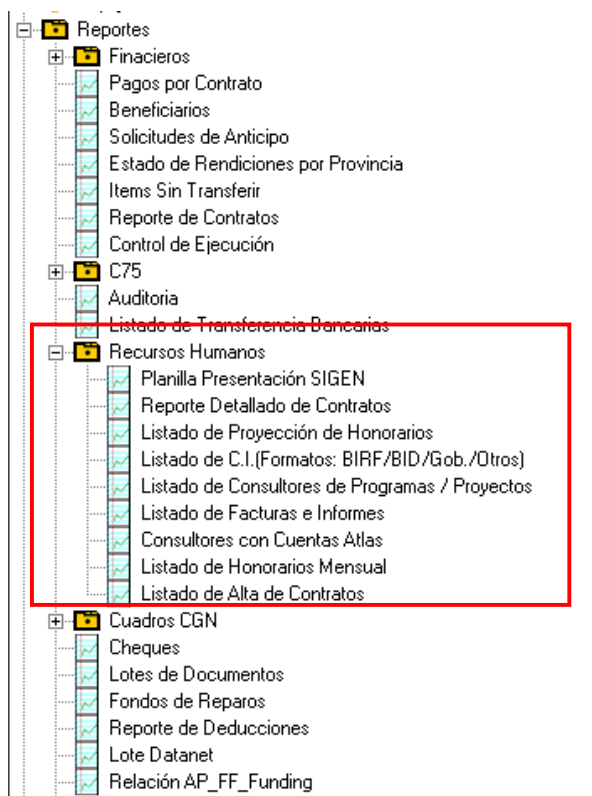 Reportes
Finacieros
Pagos por Contrato
Beneficiarios
Solicitudes de Anticipo
Estado de Rendiciones por Provincia
Items Sin Transferir
Reporte de Contratos
Control de Ejecución
C75
Auditoria
Listado de Transferencia Bancarias
Recursos Humanos
Planilla Presentación SIGEN
Reporte Detallado de Contratos
Listado de Proyección de Honorarios
Listado de C.I.(Formatos: BIRF/BID/Gob./Otros)
Listado de Consultores de Programas / Proyectos
Listado de Facturas e Informes
Consultores con Cuentas Atlas
Listado de Honorarios Mensual
Listado de Alta de Contratos
Cuadros CGN
Cheques
Lotes de Documentos
Fondos de Reparos
Reporte de Deducciones
Lote Datanet
Relación AP_FF_Funding